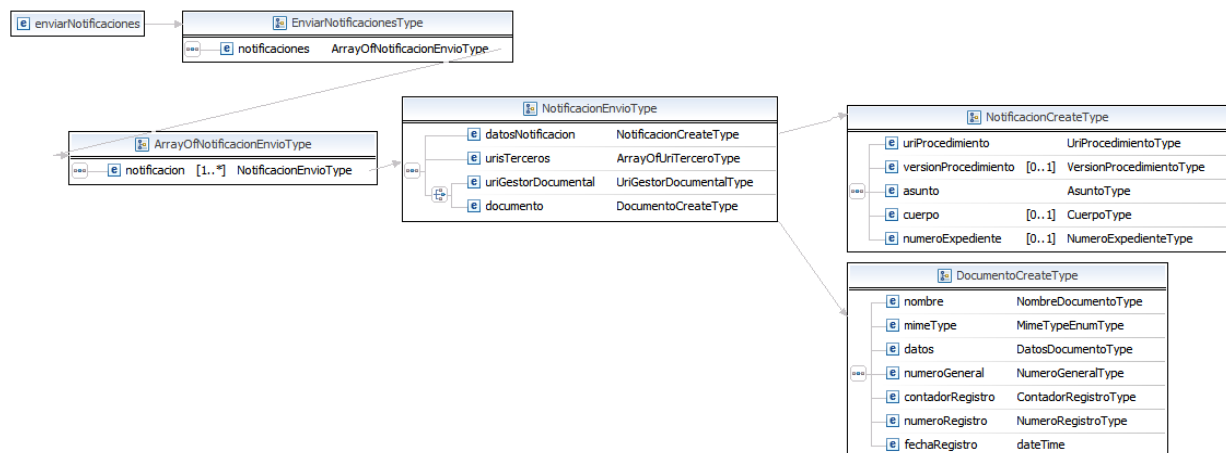 enviarNotificaciones
EnviarNotificacionesType
notificaciones ArrayOfNotificacionEnvioType
ArrayOfNotificacionEnvioType
notificacion [1..*] NotificacionEnvioType
NotificacionEnvioType
datosNotificacion NotificacionCreateType
urisTerceros ArrayOfUriTerceroType
uriGestorDocumental UriGestorDocumentalType
documento DocumentoCreateType
NotificacionCreateType
uriProcedimiento UriProcedimientoType
versionProcedimiento [0..1] VersionProcedimientoType
asunto AsuntoType
cuerpo [0..1] CuerpoType
numeroExpediente [0..1] NumeroExpedienteType
DocumentoCreateType
nombre NombreDocumentoType
mimeType MimeTypeEnumType
datos DatosDocumentoType
numeroGeneral NumeroGeneralType
contadorRegistro ContadorRegistroType
numeroRegistro NumeroRegistroType
fechaRegistro dateTime